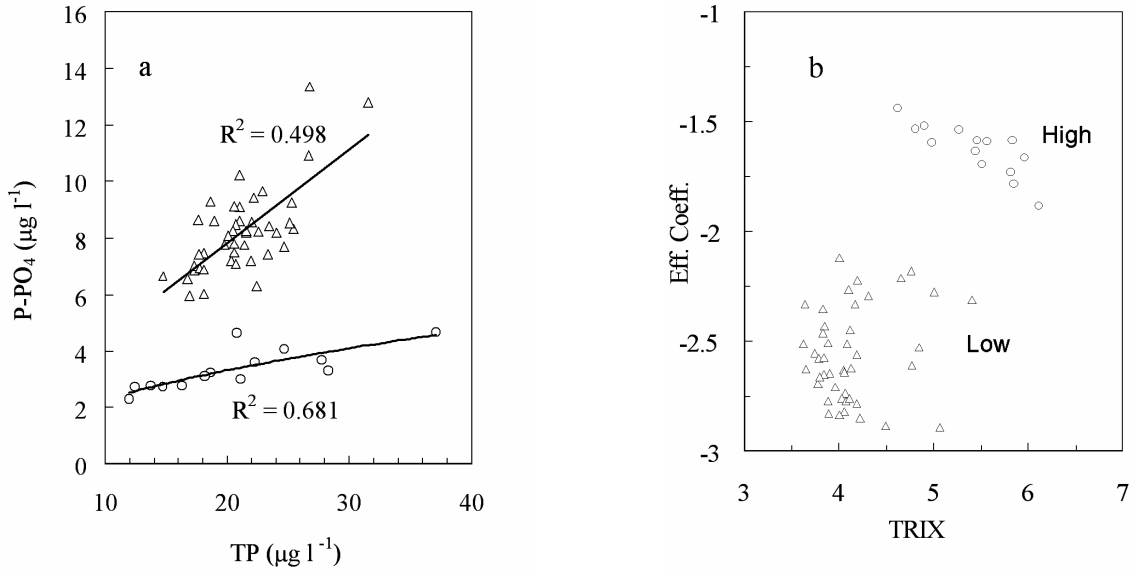 16
14
12
10
8
6
4
2
0
P-PO₄ (µg l⁻¹)
a
R² = 0.498
R² = 0.681
10 20 30 40
TP (µg l⁻¹)
-1
-1.5
-2
-2.5
-3
Eff. Coeff.
b
High
Low
3 4 5 6 7
TRIX